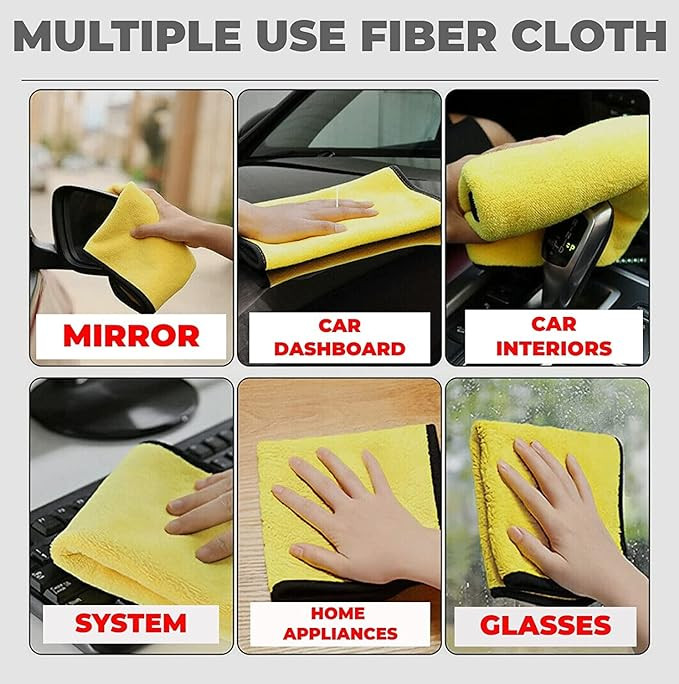 MULTIPLE USE FIBER CLOTH
MIRROR
CAR
DASHBOARD
CAR
INTERIORS
SYSTEM
HOME
APPLIANCES
GLASSES